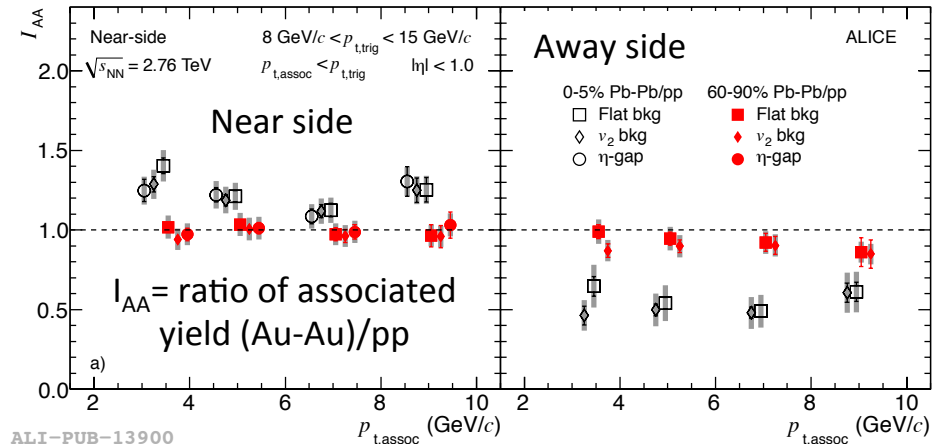 I_AA
Near-side
8 GeV/c < p_t,trig < 15 GeV/c
√s_NN = 2.76 TeV
p_t,assoc < p_t,trig
lηl < 1.0
Near side
I_AA = ratio of associated
yield (Au-Au)/pp
a)
2.0
1.5
1.0
0.5
0.0
2 4 6 8 10
p_t,assoc (GeV/c)
Away side
ALICE
0-5% Pb-Pb/pp
60-90% Pb-Pb/pp
Flat bkg
Flat bkg
v_2 bkg
v_2 bkg
η-gap
η-gap
2 4 6 8 10
p_t,assoc (GeV/c)
ALI-PUB-13900